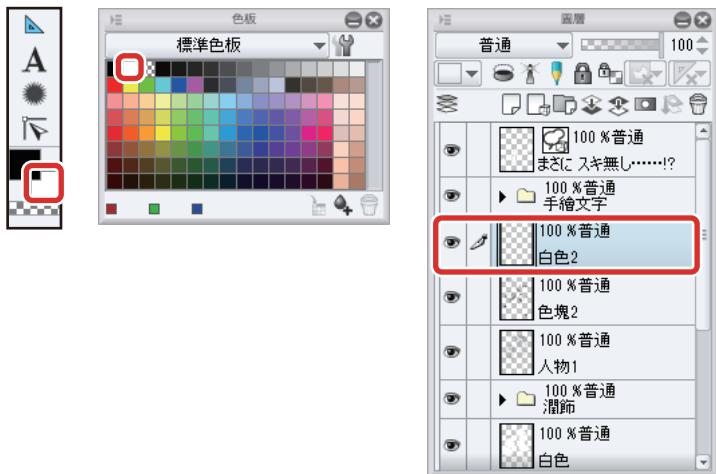 A
色板
標準色板
圖層
普通
100
100 %普通
まさに スキ無し……!?
100 %普通
手繪文字
100 %普通
白色2
100 %普通
色塊2
100 %普通
人物1
100 %普通
潤飾
100 %普通
白色